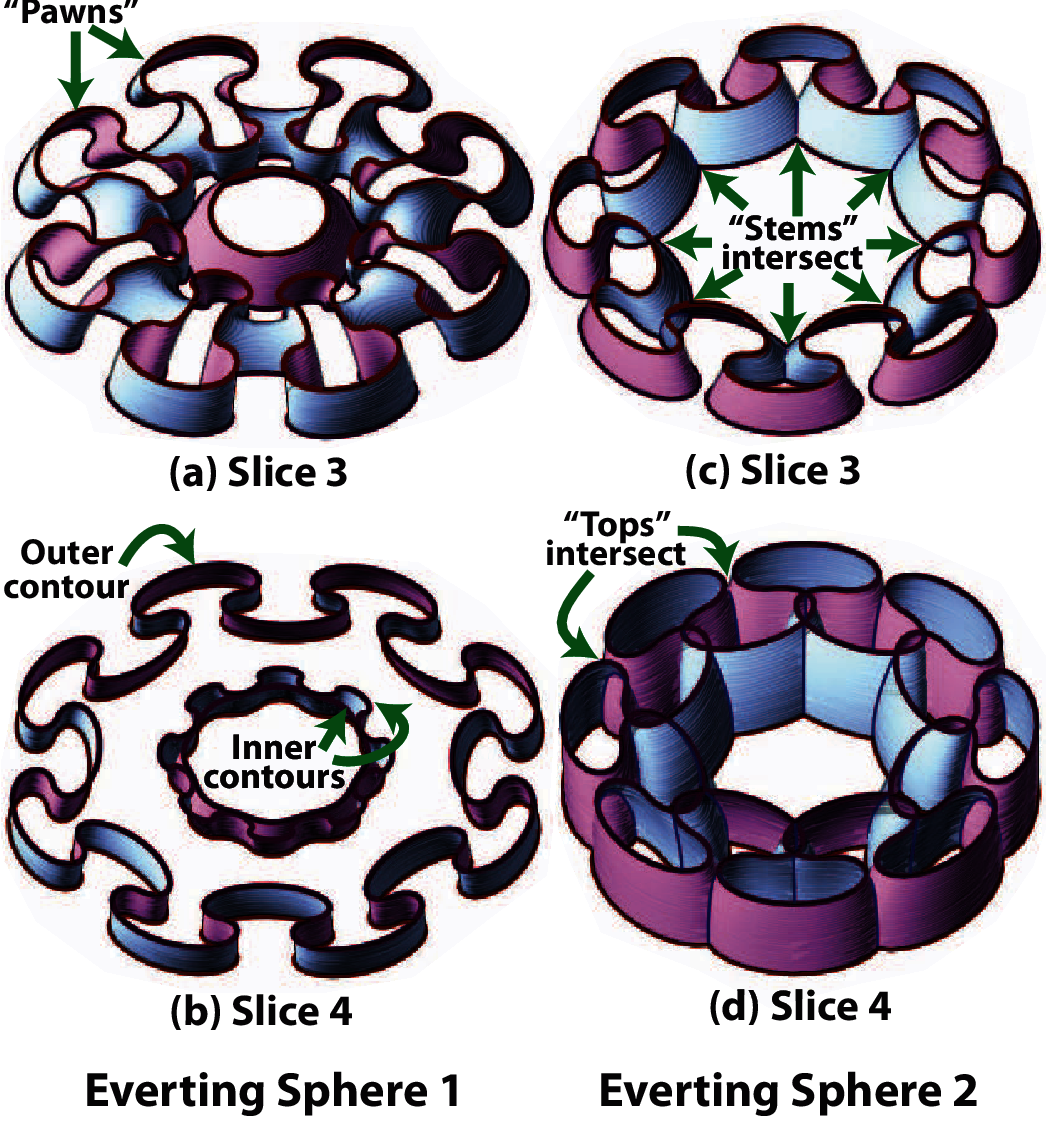 “Pawns”
“Stems”
intersect
(a) Slice 3
(c) Slice 3
Outer
contour
Inner
contours
“Tops”
intersect
(b) Slice 4
(d) Slice 4
Everting Sphere 1
Everting Sphere 2